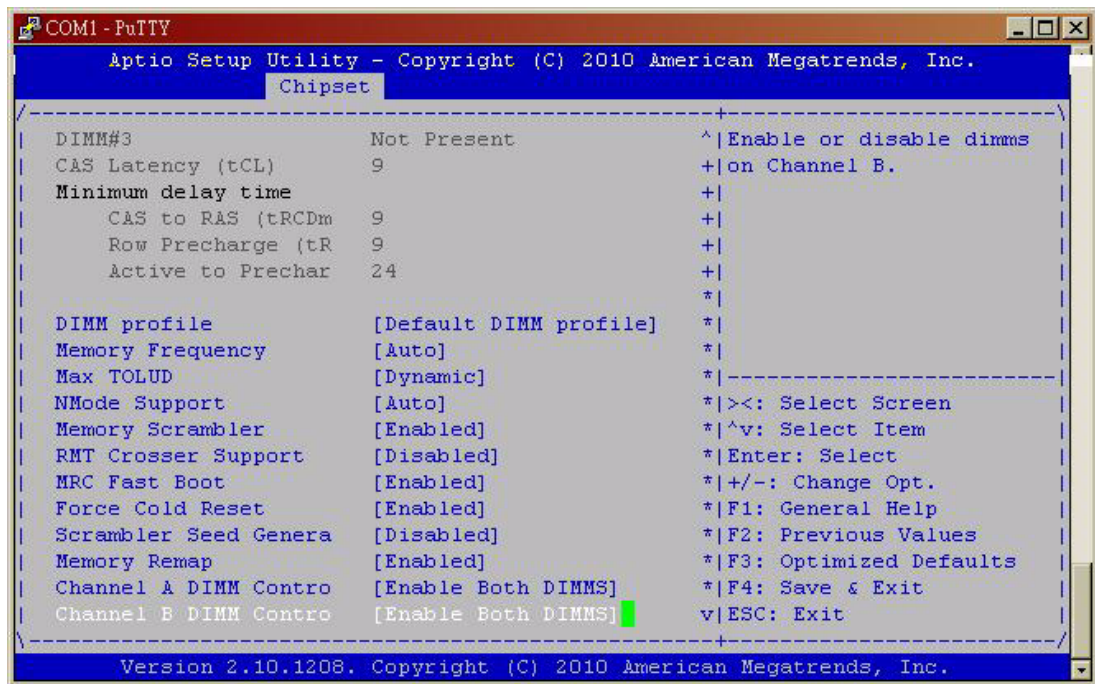 COM1 - PuTTY
Aptio Setup Utility - Copyright (C) 2010 American Megatrends, Inc.
Chipset
/----------------------------------------------------+-------------------------\
| DIMM#3 Not Present ^|Enable or disable dimms |
| CAS Latency (tCL) 9 +|on Channel B. |
| Minimum delay time +| |
| CAS to RAS (tRCDm 9 +| |
| Row Precharge (tR 9 +| |
| Active to Prechar 24 +| |
| *| |
| DIMM profile [Default DIMM profile] *| |
| Memory Frequency [Auto] *| |
| Max TOLUD [Dynamic] *|-------------------------|
| NMode Support [Auto] *|><: Select Screen |
| Memory Scrambler [Enabled] *|^v: Select Item |
| RMT Crosser Support [Disabled] *|Enter: Select |
| MRC Fast Boot [Enabled] *|+/-: Change Opt. |
| Force Cold Reset [Enabled] *|F1: General Help |
| Scrambler Seed Genera [Disabled] *|F2: Previous Values |
| Memory Remap [Enabled] *|F3: Optimized Defaults |
| Channel A DIMM Contro [Enable Both DIMMS] *|F4: Save & Exit |
| Channel B DIMM Contro [Enable Both DIMMS] v|ESC: Exit |
\----------------------------------------------------+-------------------------/
Version 2.10.1208. Copyright (C) 2010 American Megatrends, Inc.